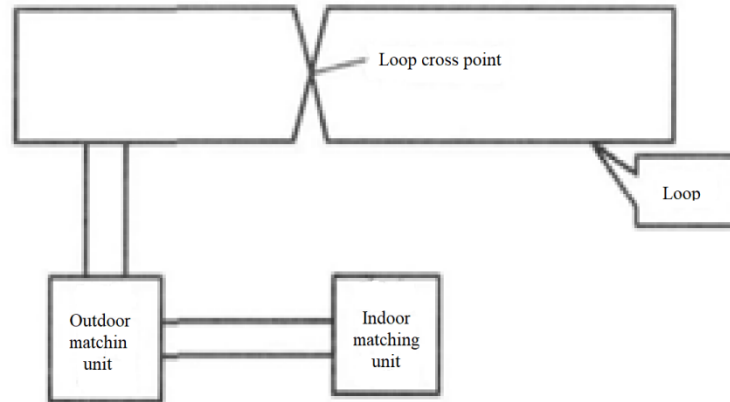 Loop cross point
Loop
Outdoor
matchin
unit
Indoor
matching
unit